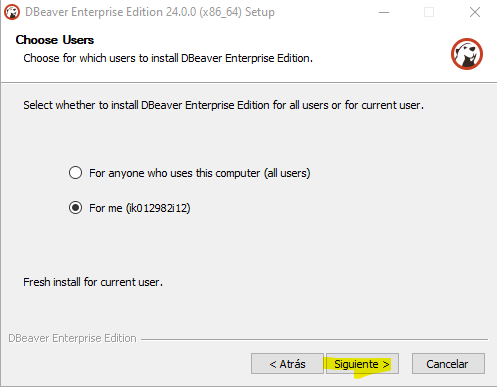 DBeaver Enterprise Edition 24.0.0 (x86_64) Setup
Choose Users
Choose for which users to install DBeaver Enterprise Edition.
Select whether to install DBeaver Enterprise Edition for all users or for current user.
For anyone who uses this computer (all users)
For me (ik012982i12)
Fresh install for current user.
DBeaver Enterprise Edition
< Atrás Siguiente > Cancelar